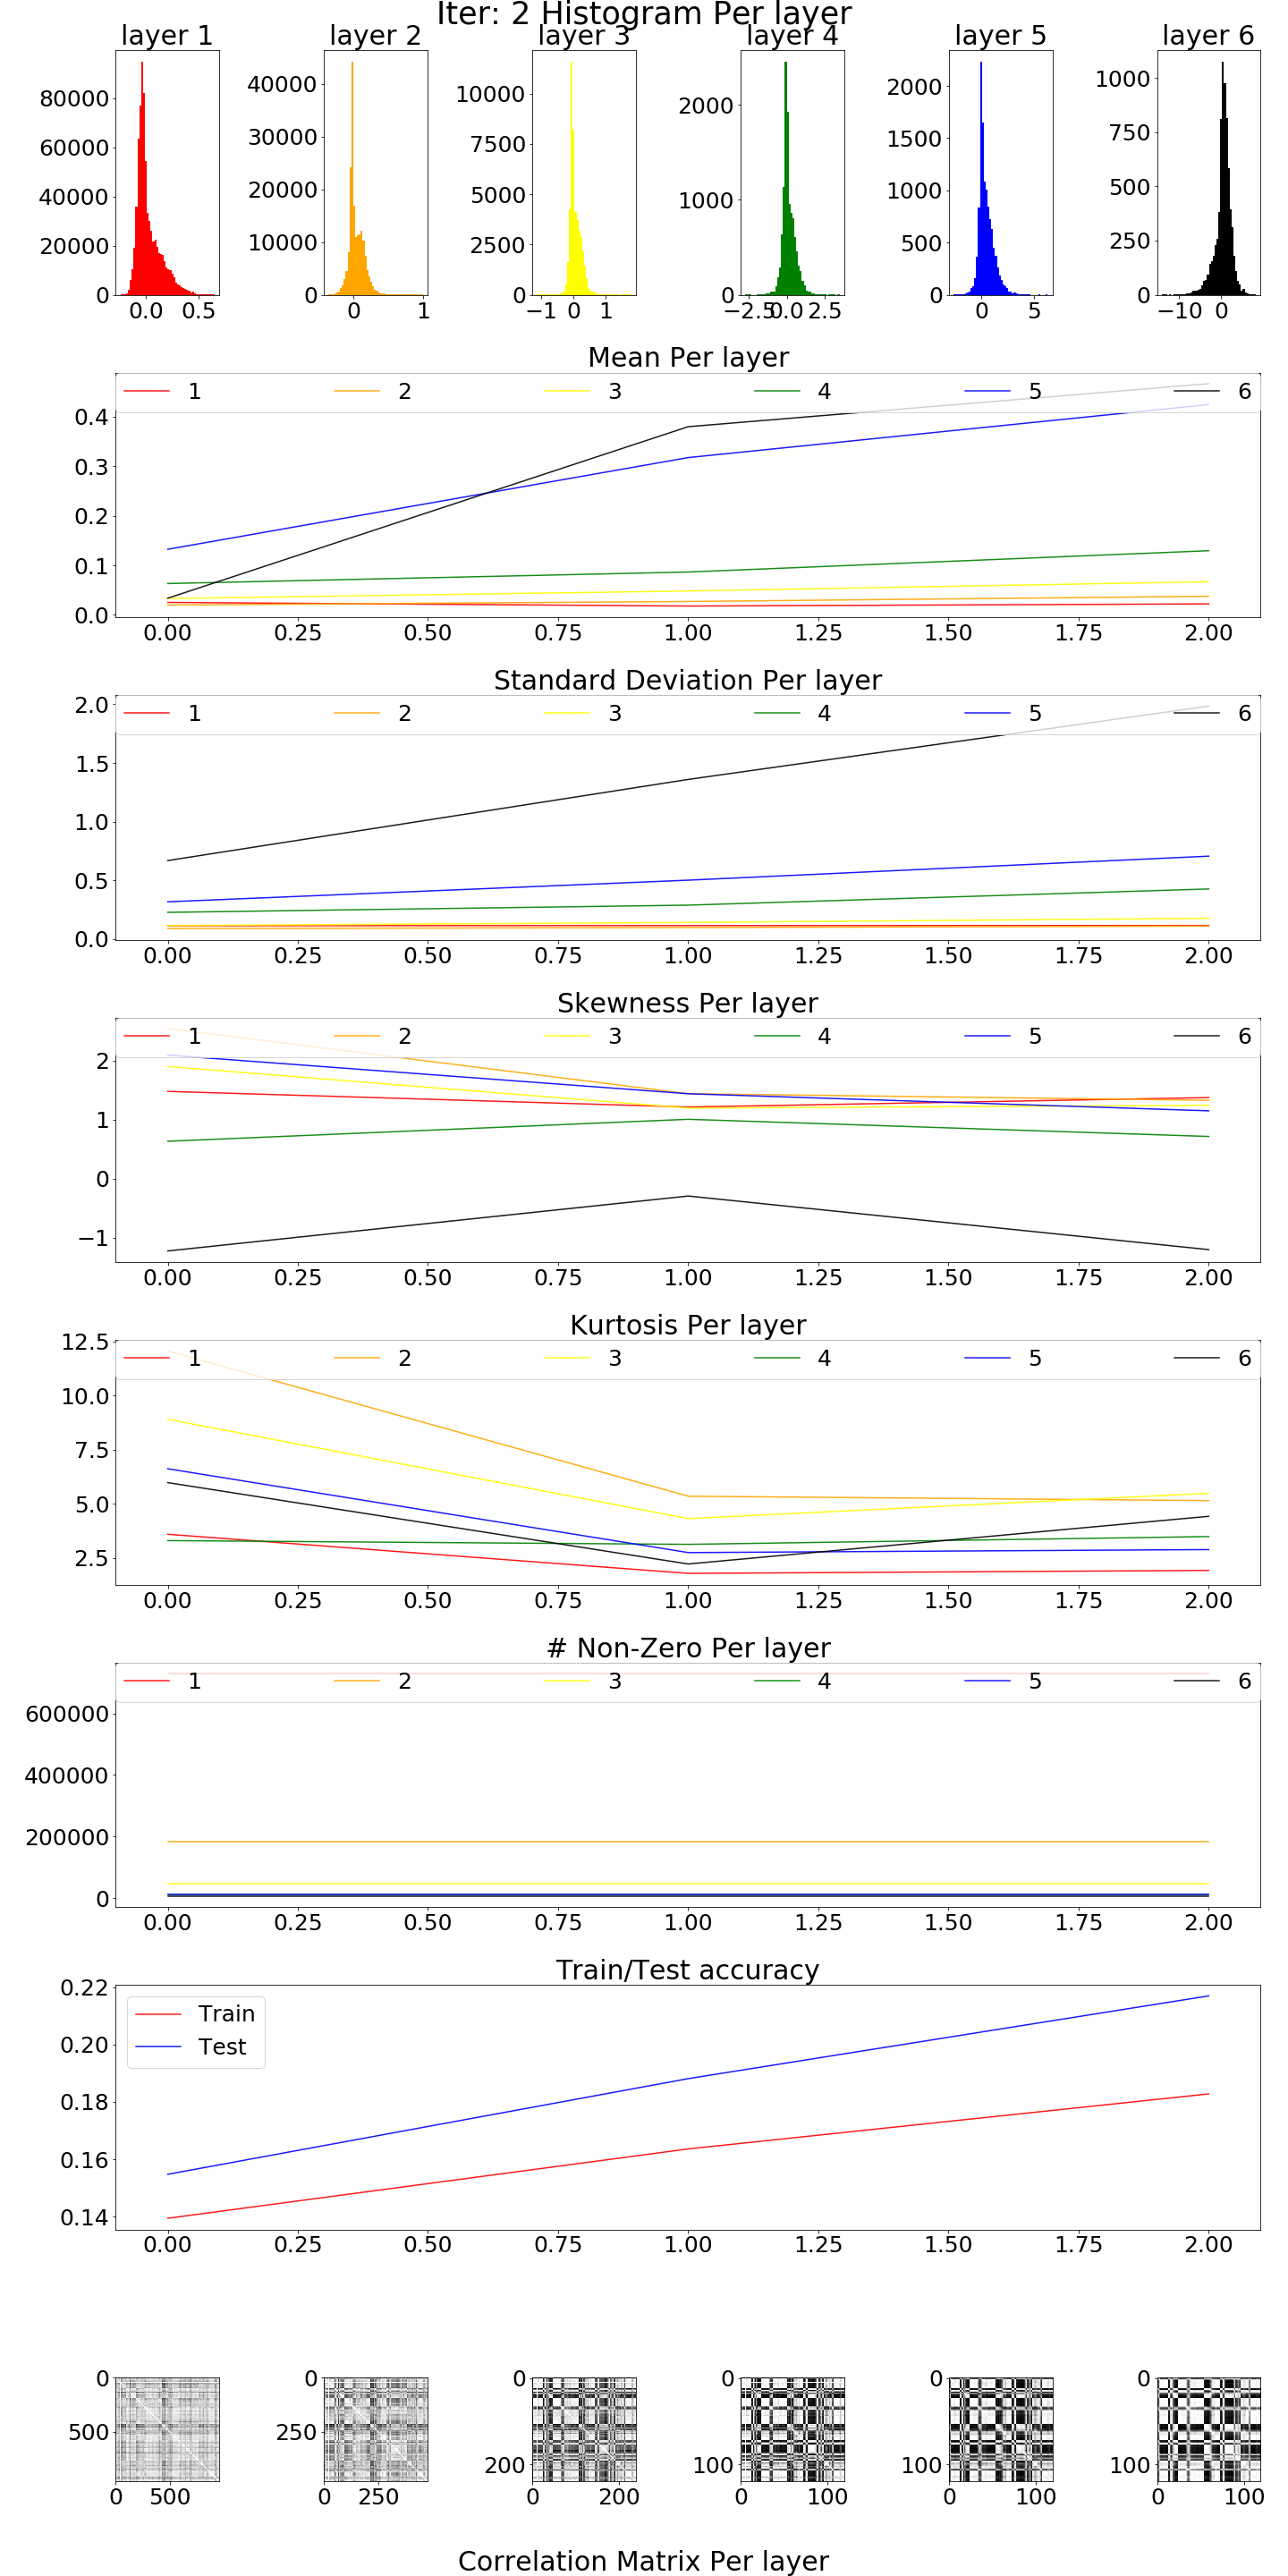 Iter: 2 Histogram Per layer
layer 1 layer 2 layer 3 layer 4 layer 5 layer 6
80000 60000 40000 20000 0
0.0 0.5
40000 30000 20000 10000 0
0 1
10000 7500 5000 2500 0
−1 0 1
2000 1000 0
−2.5 0.0 2.5
2000 1500 1000 500 0
0 5
1000 750 500 250 0
−10 0
Mean Per layer
1 2 3 4 5 6
0.4
0.3
0.2
0.1
0.0
0.00 0.25 0.50 0.75 1.00 1.25 1.50 1.75 2.00
Standard Deviation Per layer
1 2 3 4 5 6
2.0
1.5
1.0
0.5
0.0
0.00 0.25 0.50 0.75 1.00 1.25 1.50 1.75 2.00
Skewness Per layer
1 2 3 4 5 6
2
1
0
−1
0.00 0.25 0.50 0.75 1.00 1.25 1.50 1.75 2.00
Kurtosis Per layer
1 2 3 4 5 6
12.5
10.0
7.5
5.0
2.5
0.00 0.25 0.50 0.75 1.00 1.25 1.50 1.75 2.00
# Non-Zero Per layer
1 2 3 4 5 6
600000
400000
200000
0
0.00 0.25 0.50 0.75 1.00 1.25 1.50 1.75 2.00
Train/Test accuracy
Train
Test
0.22
0.20
0.18
0.16
0.14
0.00 0.25 0.50 0.75 1.00 1.25 1.50 1.75 2.00
0 500
0 500
0 250
0 250
0 200
0 200
0 100
0 100
0 100
0 100
0 100
0 100
Correlation Matrix Per layer